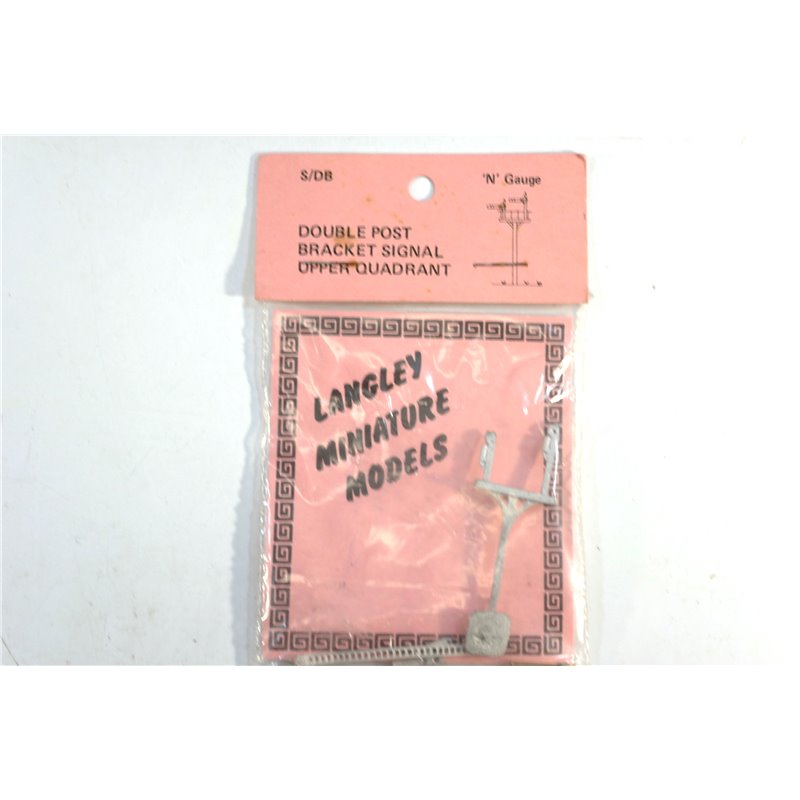 S/DB
'N' Gauge
DOUBLE POST
BRACKET SIGNAL
UPPER QUADRANT
LANGLEY
MINIATURE
MODELS